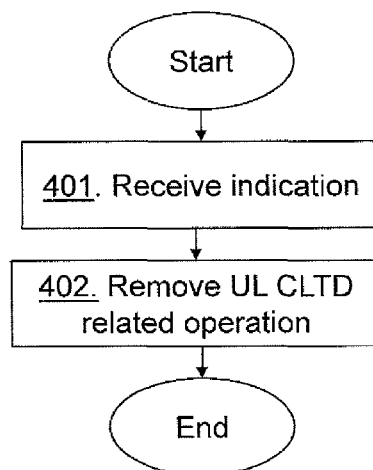 Start
401. Receive indication
402. Remove UL CLTD
related operation
End